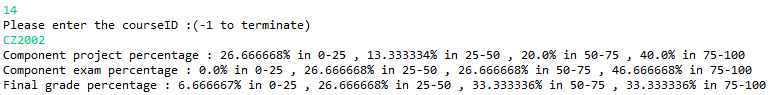 14
Please enter the courseID :(-1 to terminate)
CZ2002
Component project percentage : 26.666668% in 0-25 , 13.333334% in 25-50 , 20.0% in 50-75 , 40.0% in 75-100
Component exam percentage : 0.0% in 0-25 , 26.666668% in 25-50 , 26.666668% in 50-75 , 46.666668% in 75-100
Final grade percentage : 6.666667% in 0-25 , 26.666668% in 25-50 , 33.333336% in 50-75 , 33.333336% in 75-100